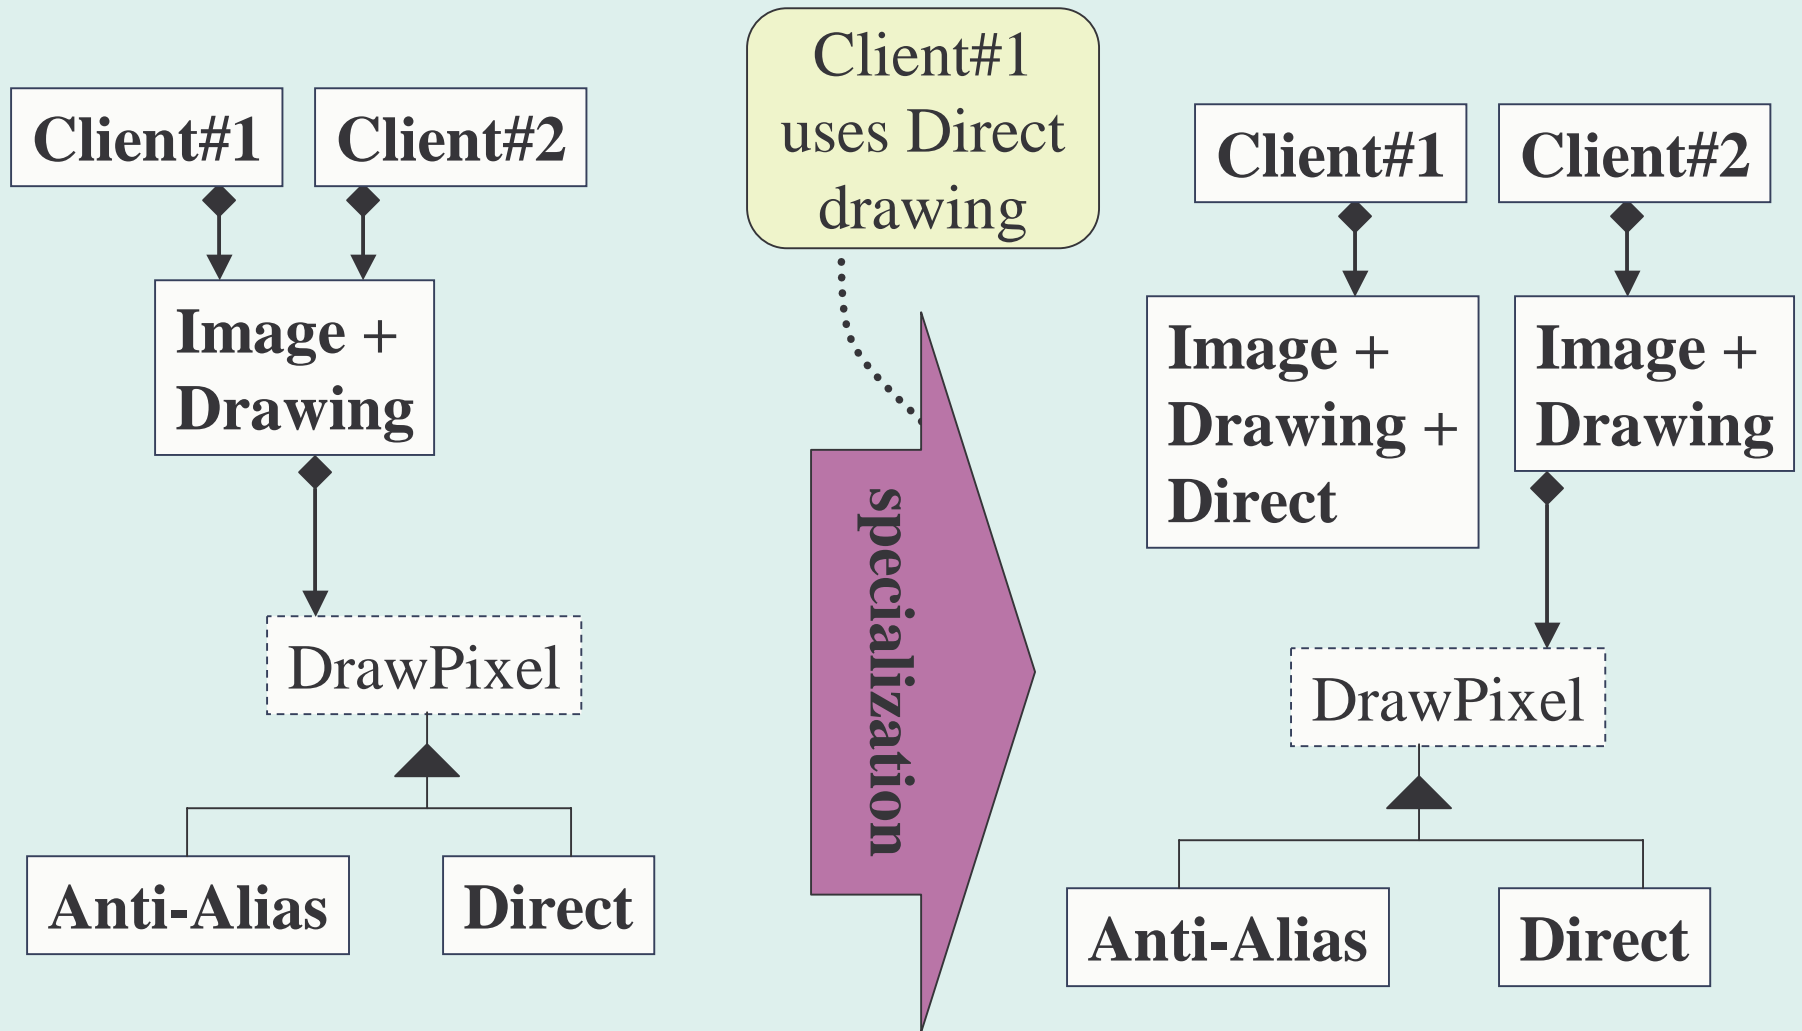 Client#1
Client#2
Image +
Drawing
DrawPixel
Anti-Alias
Direct
Client#1
uses Direct
drawing
specialization
Client#1
Client#2
Image +
Drawing +
Direct
Image +
Drawing
DrawPixel
Anti-Alias
Direct